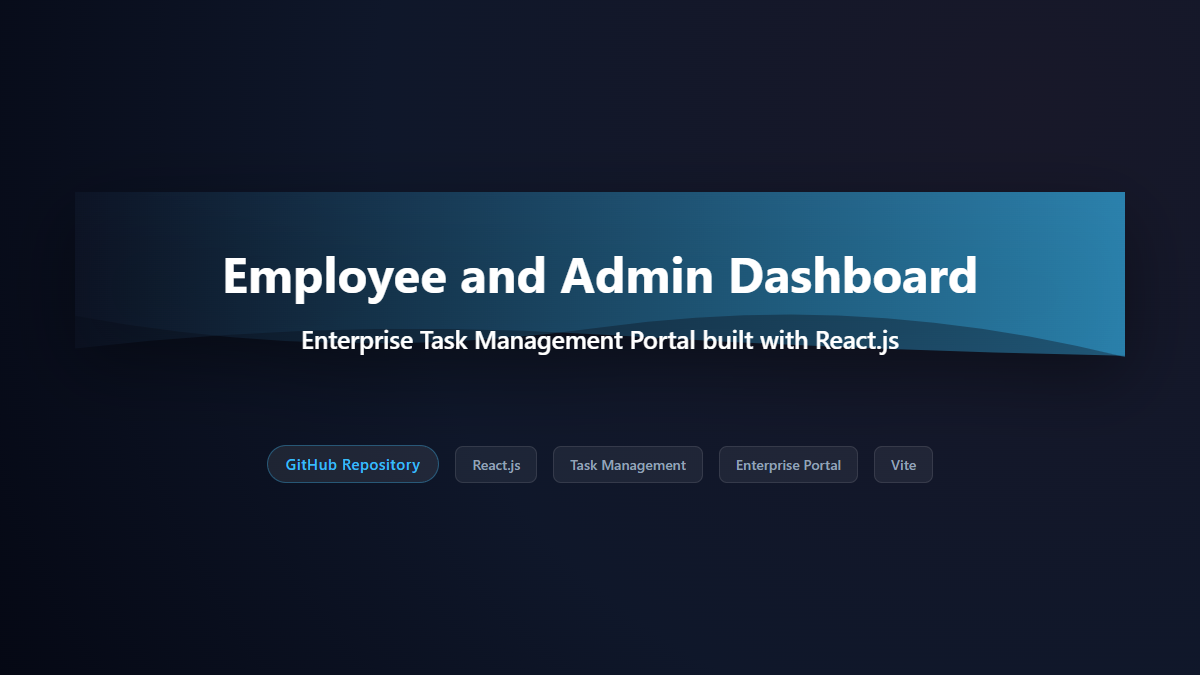 Employee and Admin Dashboard
Enterprise Task Management Portal built with React.js
GitHub Repository React.js Task Management Enterprise Portal Vite